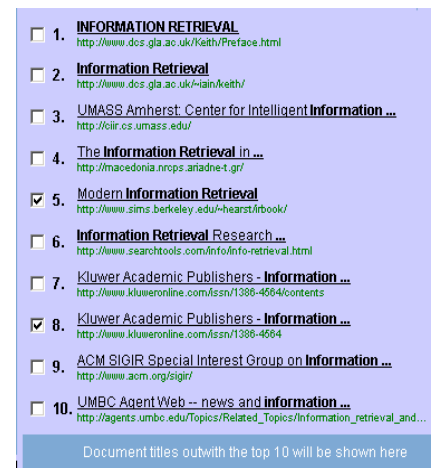 1. INFORMATION RETRIEVAL
http://www.dcs.gla.ac.uk/Keith/Preface.html
2. Information Retrieval
http://www.dcs.gla.ac.uk/~iain/keith/
3. UMASS Amherst: Center for Intelligent Information ...
http://ciir.cs.umass.edu/
4. The Information Retrieval in ...
http://macedonia.nrcps.ariadne-t.gr/
5. Modern Information Retrieval
http://www.sims.berkeley.edu/~hearst/irbook/
6. Information Retrieval Research ...
http://www.searchtools.com/info/info-retrieval.html
7. Kluwer Academic Publishers - Information ...
http://www.kluweronline.com/issn/1386-4564/contents
8. Kluwer Academic Publishers - Information ...
http://www.kluweronline.com/issn/1386-4564
9. ACM SIGIR Special Interest Group on Information ...
http://www.acm.org/sigir/
10. UMBC Agent Web -- news and information ...
http://agents.umbc.edu/Topics/Related_Topics/Information_retrieval_and...
Document titles outwith the top 10 will be shown here